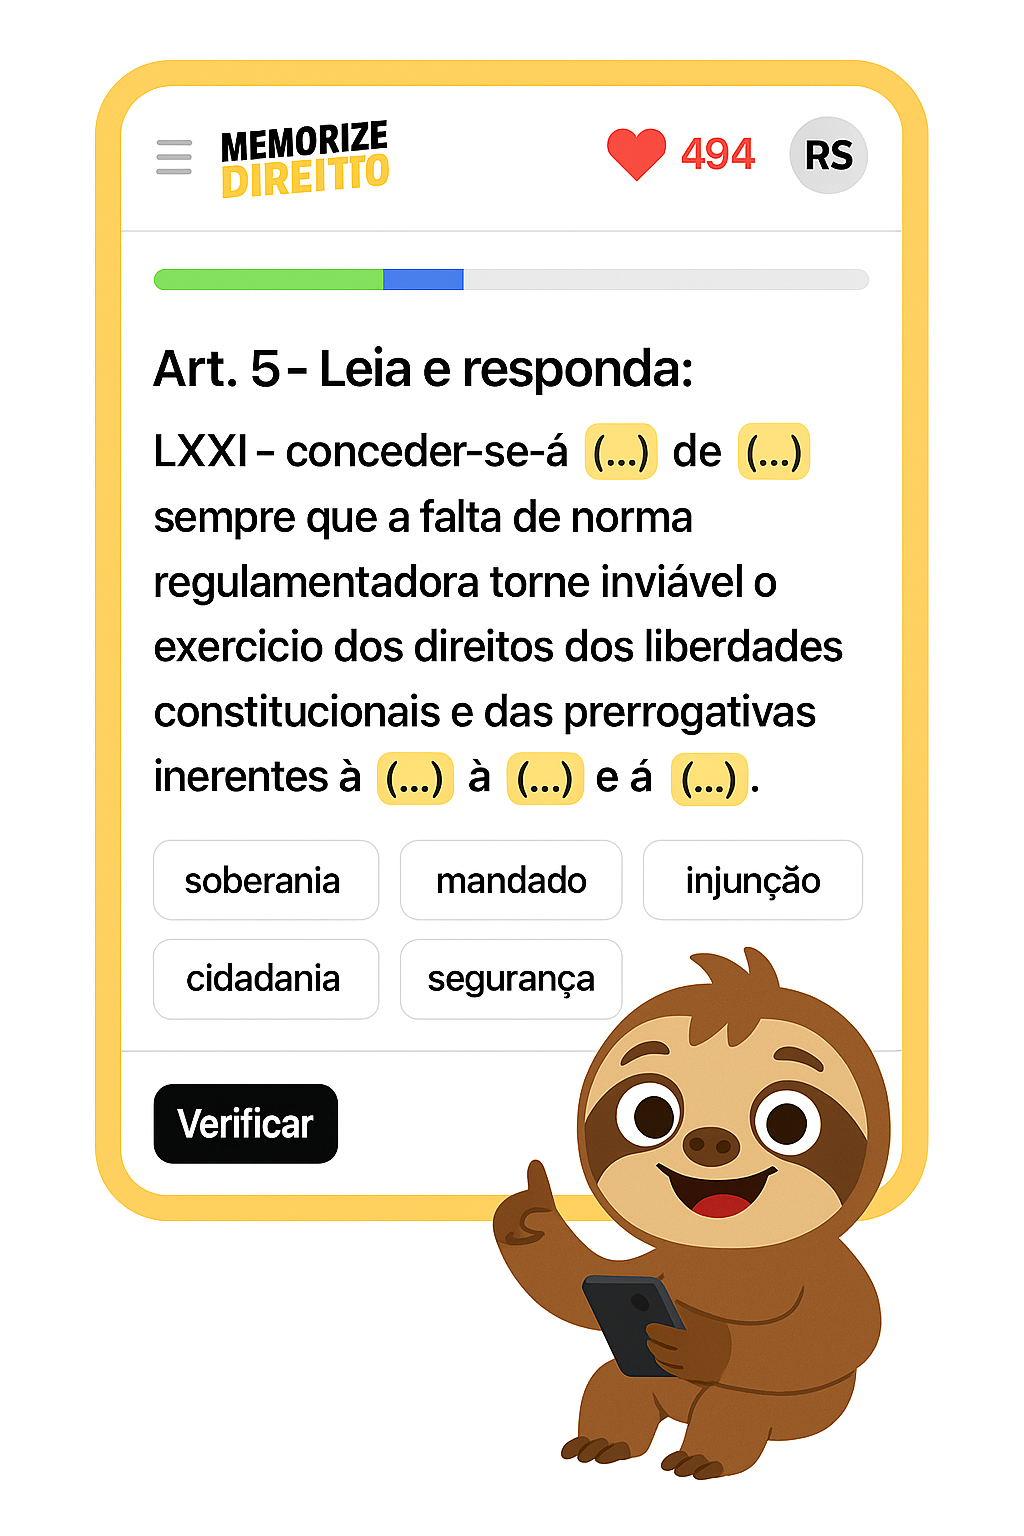 MEMORIZE
DIREITTO
494
RS
Art. 5 - Leia e responda:
LXXI - conceder-se-á (...) de (...)
sempre que a falta de norma
regulamentadora torne inviável o
exercicio dos direitos dos liberdades
constitucionais e das prerrogativas
inerentes à (...) à (...) e á (...).
soberania mandado injunção
cidadania segurança
Verificar